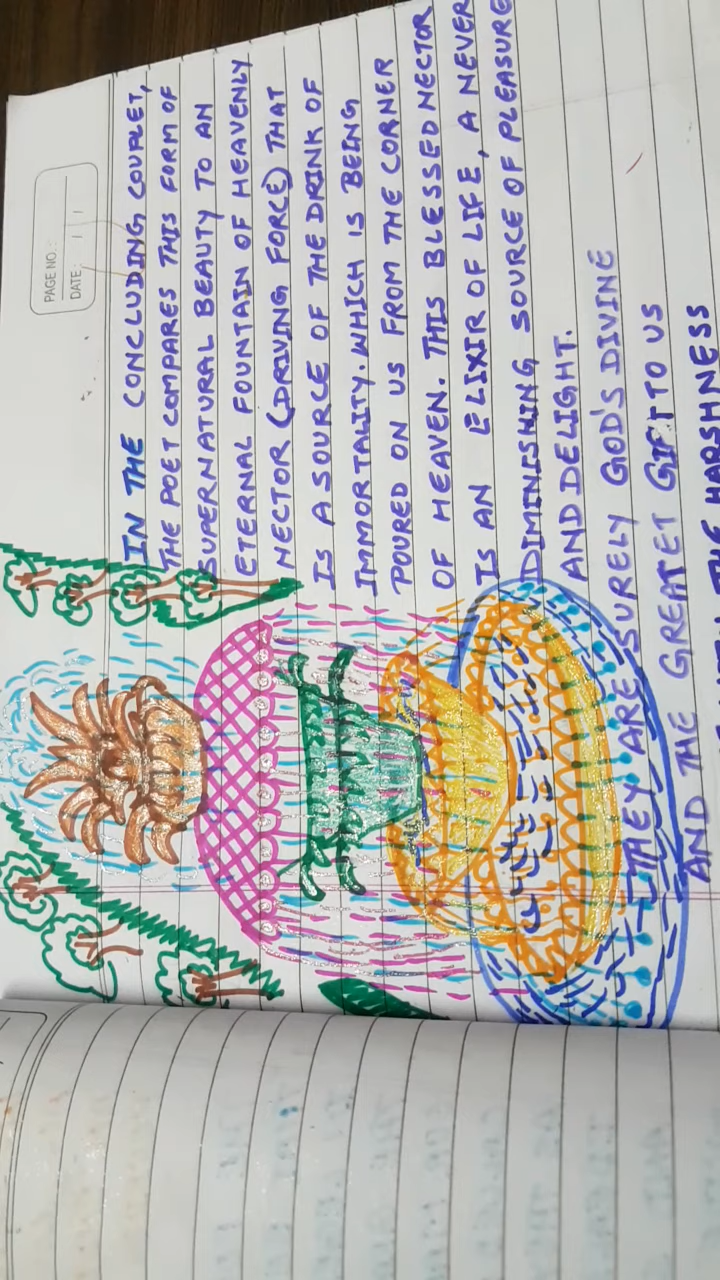 PAGE NO.:
DATE: / /
IN THE CONCLUDING COUPLET,
THE POET COMPARES THIS FORM OF
SUPERNATURAL BEAUTY TO AN
ETERNAL FOUNTAIN OF HEAVENLY
NECTOR (DRIVING FORCE) THAT
IS A SOURCE OF THE DRINK OF
IMMORTALITY. WHICH IS BEING
POURED ON US FROM THE CORNER
OF HEAVEN. THIS BLESSED NECTOR
IS AN ELIXIR OF LIFE, A NEVER
DIMINISHING SOURCE OF PLEASURE
AND DELIGHT.
THEY ARE SURELY GOD'S DIVINE
AND THE GREATET GIFT TO US
THE HARSHNESS